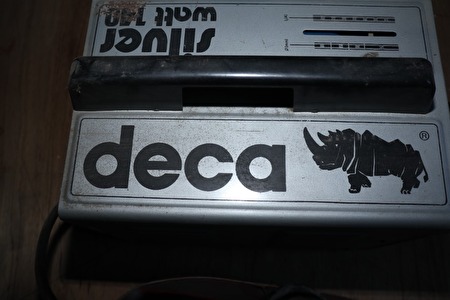 silver
watt 140
deca
®